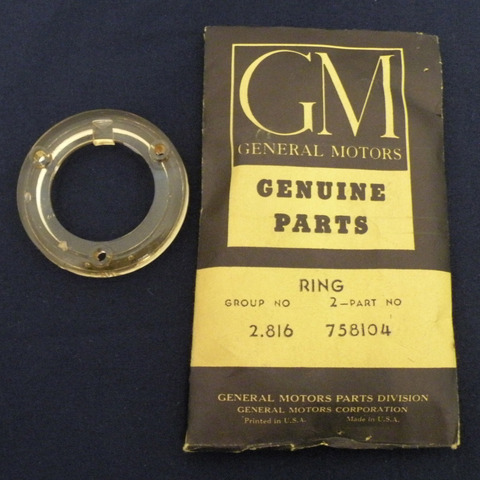 GM
GENERAL MOTORS
GENUINE
PARTS
RING
GROUP NO 2-PART NO
2.816 758104
GENERAL MOTORS PARTS DIVISION
GENERAL MOTORS CORPORATION
Printed in U.S.A. Made in U.S.A.